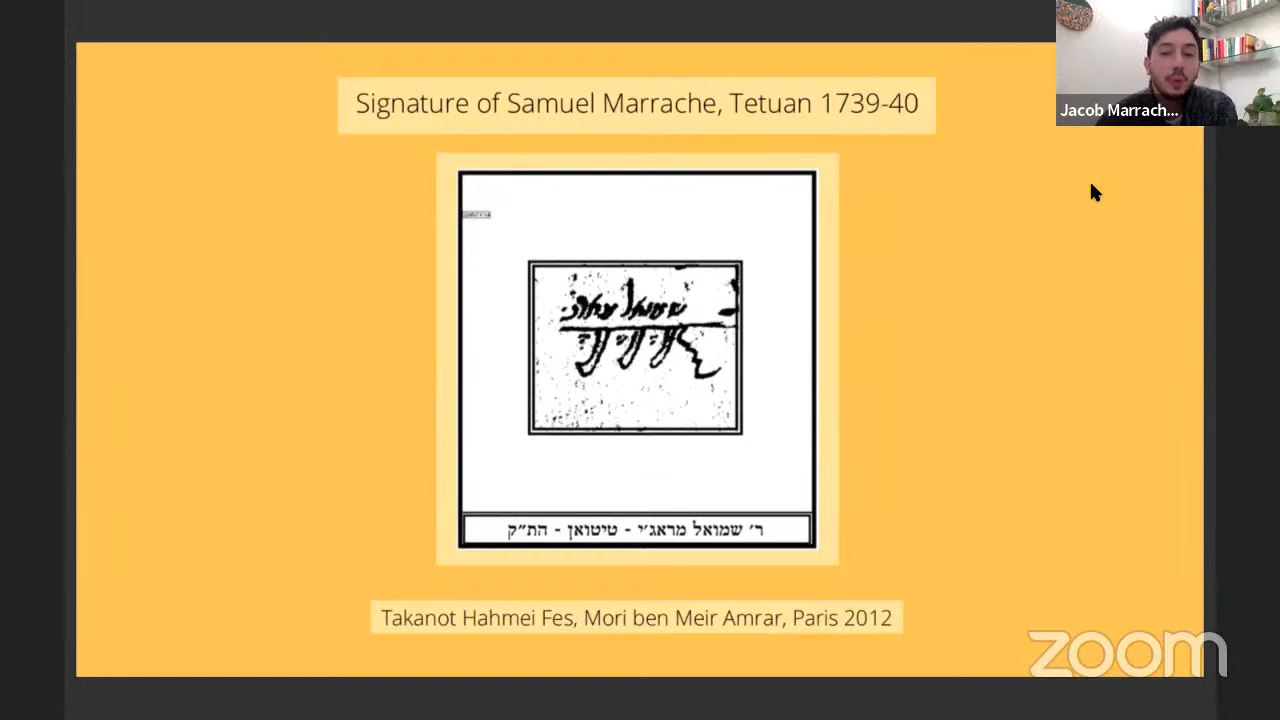 Signature of Samuel Marrache, Tetuan 1739-40
Jacob Marrach...
שמואל
ר׳ שמואל מראג׳י - טיטואן - הת״ק
Takanot Hahmei Fes, Mori ben Meir Amrar, Paris 2012
zoom